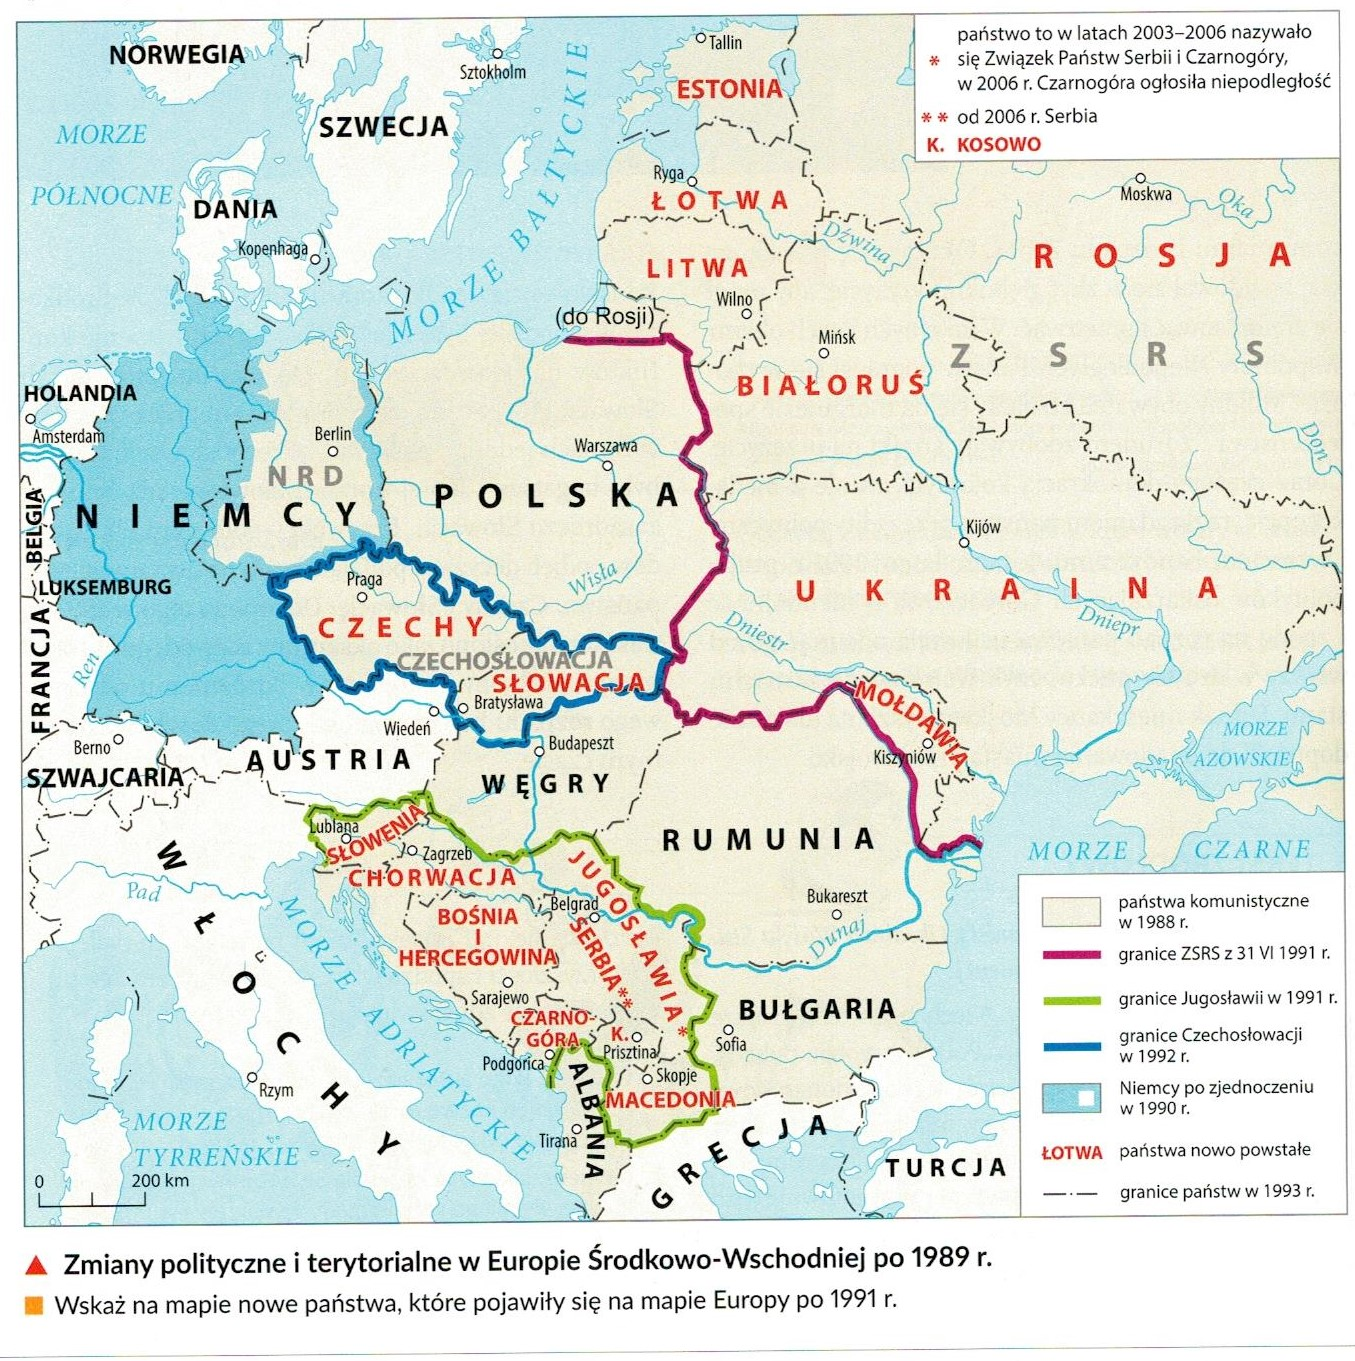 NORWEGIA
SZWECJA
Sztokholm
Tallin
ESTONIA
MORZE
PÓŁNOCNE
DANIA
Kopenhaga
MORZE BAŁTYCKIE
Ryga
ŁOTWA
LITWA
Wilno
(do Rosji)
Dźwina
Moskwa
Oka
ROSJA
Mińsk
BIAŁORUŚ
ZSRS
Don
państwo to w latach 2003–2006 nazywało
* się Związek Państw Serbii i Czarnogóry,
w 2006 r. Czarnogóra ogłosiła niepodległość
** od 2006 r. Serbia
K. KOSOWO
HOLANDIA
Amsterdam
BELGIA
LUKSEMBURG
FRANCJA
NIEMCY
NRD
Berlin
Ren
POLSKA
Warszawa
Wisła
Kijów
UKRAINA
Dniepr
Dniestr
Praga
CZECHY
CZECHOSŁOWACJA
SŁOWACJA
Bratysława
Wiedeń
AUSTRIA
Berno
SZWAJCARIA
Budapeszt
WĘGRY
MOŁDAWIA
Kiszyniów
MORZE
AZOWSKIE
RUMUNIA
Bukareszt
Dunaj
MORZE CZARNE
Lublana
SŁOWENIA
Zagrzeb
CHORWACJA
BOŚNIA
I
HERCEGOWINA
Sarajewo
Belgrad
JUGOSŁAWIA*
SERBIA**
CZARNO-
GÓRA
Podgorica
K.
Prisztina
Skopje
MACEDONIA
ALBANIA
Tirana
BUŁGARIA
Sofia
GRECJA
TURCJA
WŁOCHY
Pad
Rzym
MORZE ADRIATYCKIE
MORZE
TYRREŃSKIE
0 200 km
państwa komunistyczne
w 1988 r.
granice ZSRS z 31 VI 1991 r.
granice Jugosławii w 1991 r.
granice Czechosłowacji
w 1992 r.
Niemcy po zjednoczeniu
w 1990 r.
ŁOTWA państwa nowo powstałe
granice państw w 1993 r.
Zmiany polityczne i terytorialne w Europie Środkowo-Wschodniej po 1989 r.
Wskaż na mapie nowe państwa, które pojawiły się na mapie Europy po 1991 r.